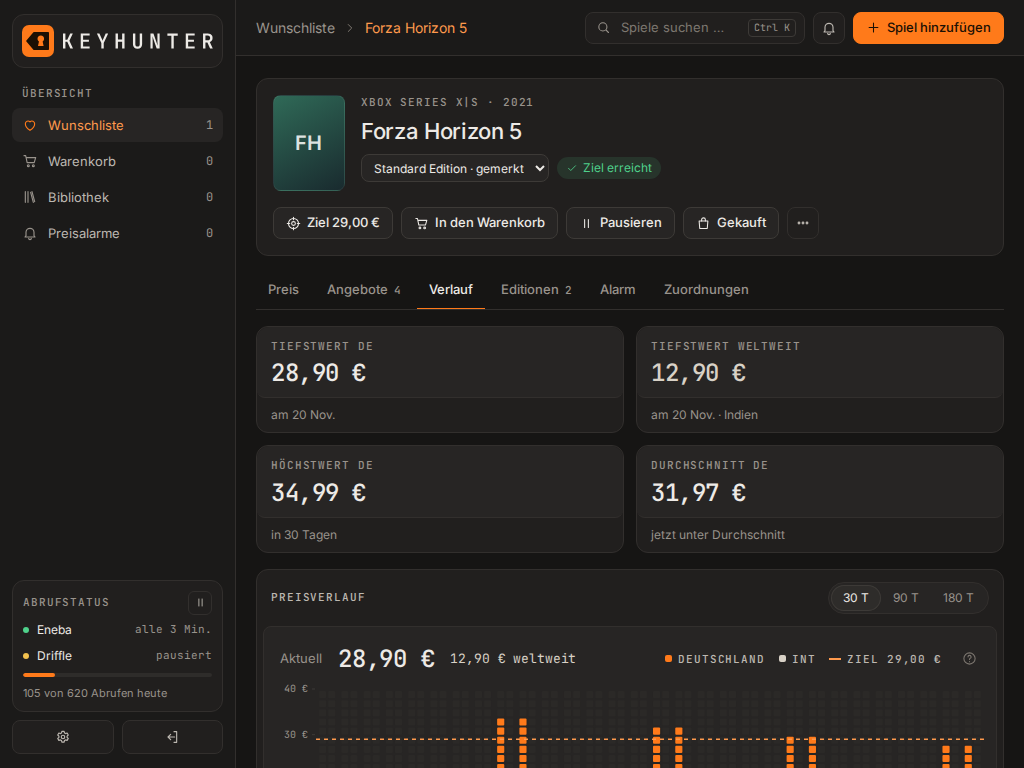 KEYHUNTER
Wunschliste
Forza Horizon 5
Spiele suchen ...
Ctrl K
Spiel hinzufügen
ÜBERSICHT
Wunschliste 1
Warenkorb 0
Bibliothek 0
Preisalarme 0
XBOX SERIES X|S · 2021
FH
Forza Horizon 5
Standard Edition · gemerkt
Ziel erreicht
Ziel 29,00 €
In den Warenkorb
Pausieren
Gekauft
Preis
Angebote 4
Verlauf
Editionen 2
Alarm
Zuordnungen
TIEFSTWERT DE
28,90 €
am 20 Nov.
TIEFSTWERT WELTWEIT
12,90 €
am 20 Nov. · Indien
HÖCHSTWERT DE
34,99 €
in 30 Tagen
DURCHSCHNITT DE
31,97 €
jetzt unter Durchschnitt
PREISVERLAUF
30 T
90 T
180 T
Aktuell 28,90 € 12,90 € weltweit
DEUTSCHLAND
INT
ZIEL 29,00 €
40 €
30 €
ABRUFSTATUS
Eneba alle 3 Min.
Driffle pausiert
105 von 620 Abrufen heute